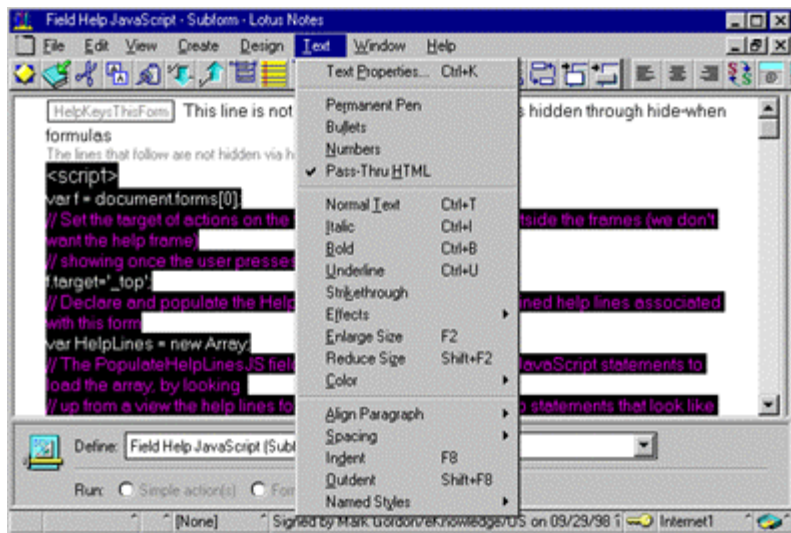 Field Help JavaScript - Subform - Lotus Notes
File Edit View Create Design Text Window Help
Text Properties... Ctrl+K
Permanent Pen
Bullets
Numbers
Pass-Thru HTML
Normal Text Ctrl+T
Italic Ctrl+I
Bold Ctrl+B
Underline Ctrl+U
Strikethrough
Effects
Enlarge Size F2
Reduce Size Shift+F2
Color
Align Paragraph
Spacing
Indent F8
Outdent Shift+F8
Named Styles
HelpKeysThisForm This line is not s hidden through hide-when
formulas
The lines that follow are not hidden via h
<script>
var f = document.forms[0];
// Set the target of actions on the tside the frames (we don't
want the help frame)
// showing once the user presses
f.target='_top';
// Declare and populate the Help ned help lines associated
with this form
var HelpLines = new Array;
// The PopulateHelpLinesJS field JavaScript statements to
load the array, by looking
// up from a view the help lines fo statements that look like
Define: Field Help JavaScript (Subf
Run: Simple action(s) For
[None] Signed by Mark Gordon/eKnowledge/US on 09/29/98 Internet1